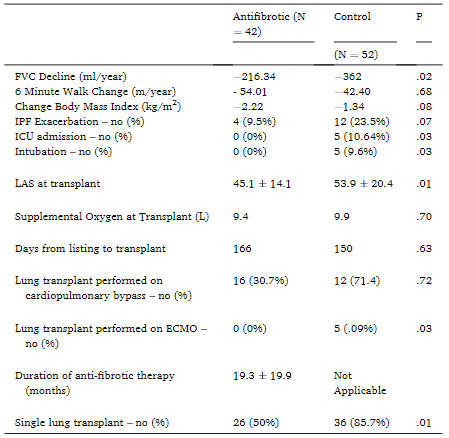 Antifibrotic (N Control P
= 42)
(N = 52)
FVC Decline (ml/year) −216.34 −362 .02
6 Minute Walk Change (m/year) - 54.01 −42.40 .68
Change Body Mass Index (kg/m²) −2.22 −1.34 .08
IPF Exacerbation – no (%) 4 (9.5%) 12 (23.5%) .07
ICU admission – no (%) 0 (0%) 5 (10.64%) .03
Intubation – no (%) 0 (0%) 5 (9.6%) .03
LAS at transplant 45.1 ± 14.1 53.9 ± 20.4 .01
Supplemental Oxygen at Transplant (L) 9.4 9.9 .70
Days from listing to transplant 166 150 .63
Lung transplant performed on 16 (30.7%) 12 (71.4) .72
cardiopulmonary bypass – no (%)
Lung transplant performed on ECMO – 0 (0%) 5 (.09%) .03
no (%)
Duration of anti-fibrotic therapy 19.3 ± 19.9 Not
(months) Applicable
Single lung transplant – no (%) 26 (50%) 36 (85.7%) .01